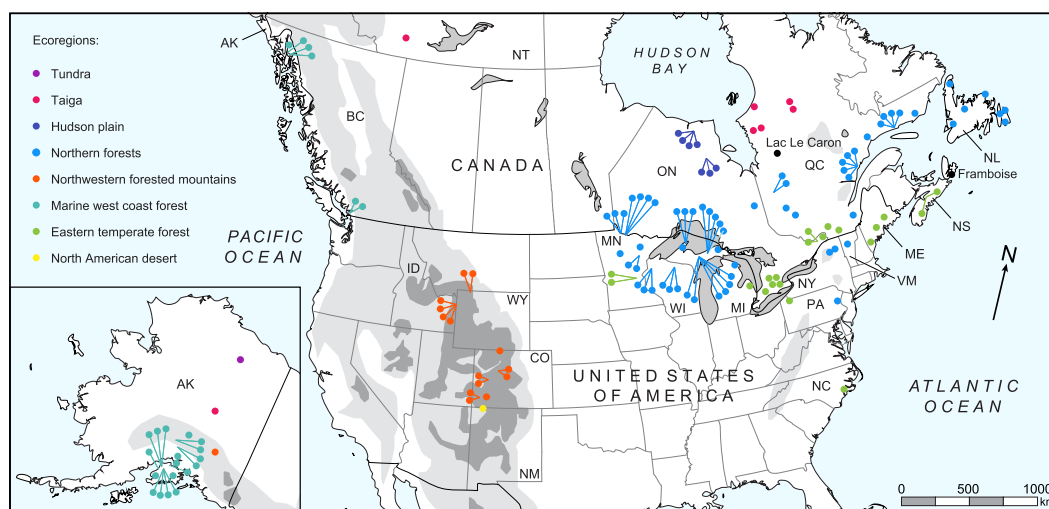 Ecoregions:
Tundra
Taiga
Hudson plain
Northern forests
Northwestern forested mountains
Marine west coast forest
Eastern temperate forest
North American desert
AK
NT
HUDSON
BAY
BC
CANADA
ON
Lac Le Caron
QC
NL
Framboise
NS
ME
VM
MN
PACIFIC
OCEAN
ID
WY
WI
MI
NY
PA
N
CO
UNITED STATES
OF AMERICA
NC
ATLANTIC
OCEAN
NM
AK
0 500 1000
km